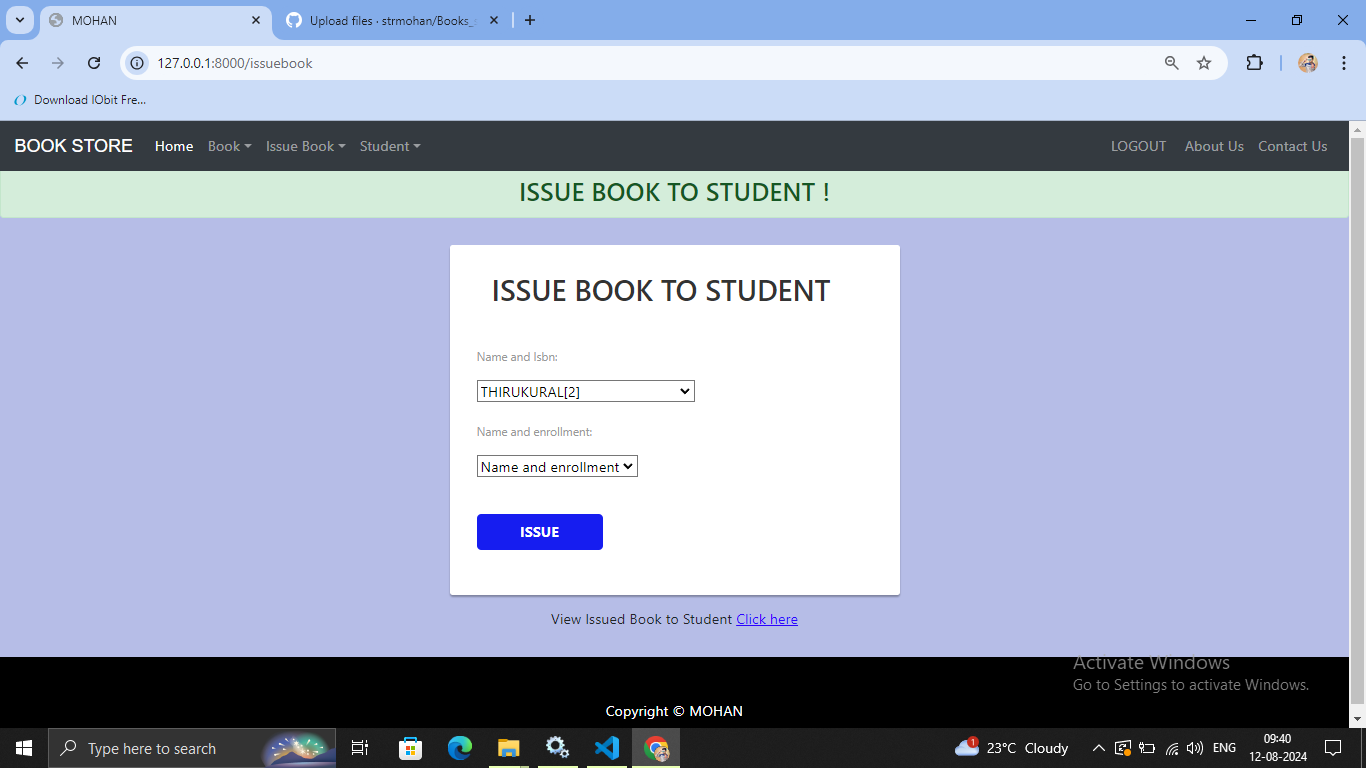 MOHAN
Upload files · strmohan/Books_
127.0.0.1:8000/issuebook
Download IObit Fre...
BOOK STORE Home Book Issue Book Student LOGOUT About Us Contact Us
ISSUE BOOK TO STUDENT !
ISSUE BOOK TO STUDENT
Name and Isbn:
THIRUKURAL[2]
Name and enrollment:
Name and enrollment
ISSUE
View Issued Book to Student Click here
Activate Windows
Go to Settings to activate Windows.
Copyright © MOHAN
Type here to search
1
23°C Cloudy
ENG
09:40
12-08-2024